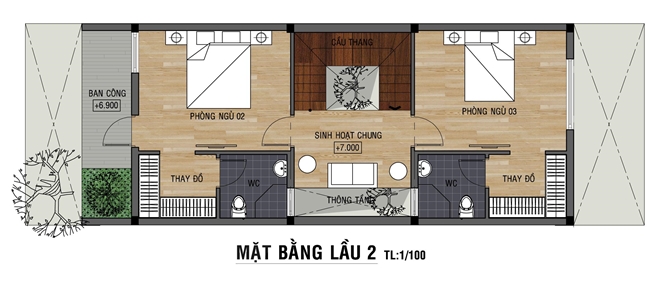 CẦU THANG
BAN CÔNG
+6.900
PHÒNG NGỦ 02
PHÒNG NGỦ 03
SINH HOẠT CHUNG
+7.000
THAY ĐỒ
WC
THÔNG TẦNG
WC
THAY ĐỒ
MẶT BẰNG LẦU 2 TL:1/100